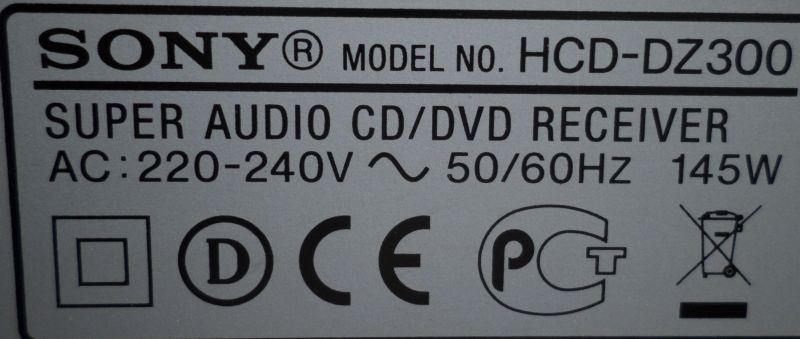 SONY® MODEL NO. HCD-DZ300
SUPER AUDIO CD/DVD RECEIVER
AC: 220-240V ~ 50/60Hz 145W
D CE PCT